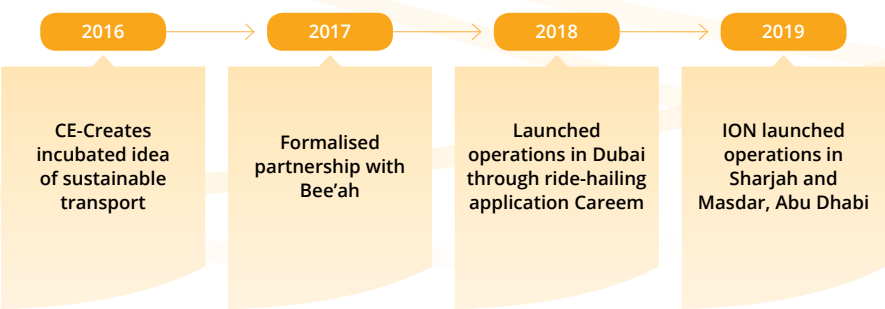 2016
2017
2018
2019
CE-Creates
incubated idea
of sustainable
transport
Formalised
partnership with
Bee’ah
Launched
operations in Dubai
through ride-hailing
application Careem
ION launched
operations in
Sharjah and
Masdar, Abu Dhabi